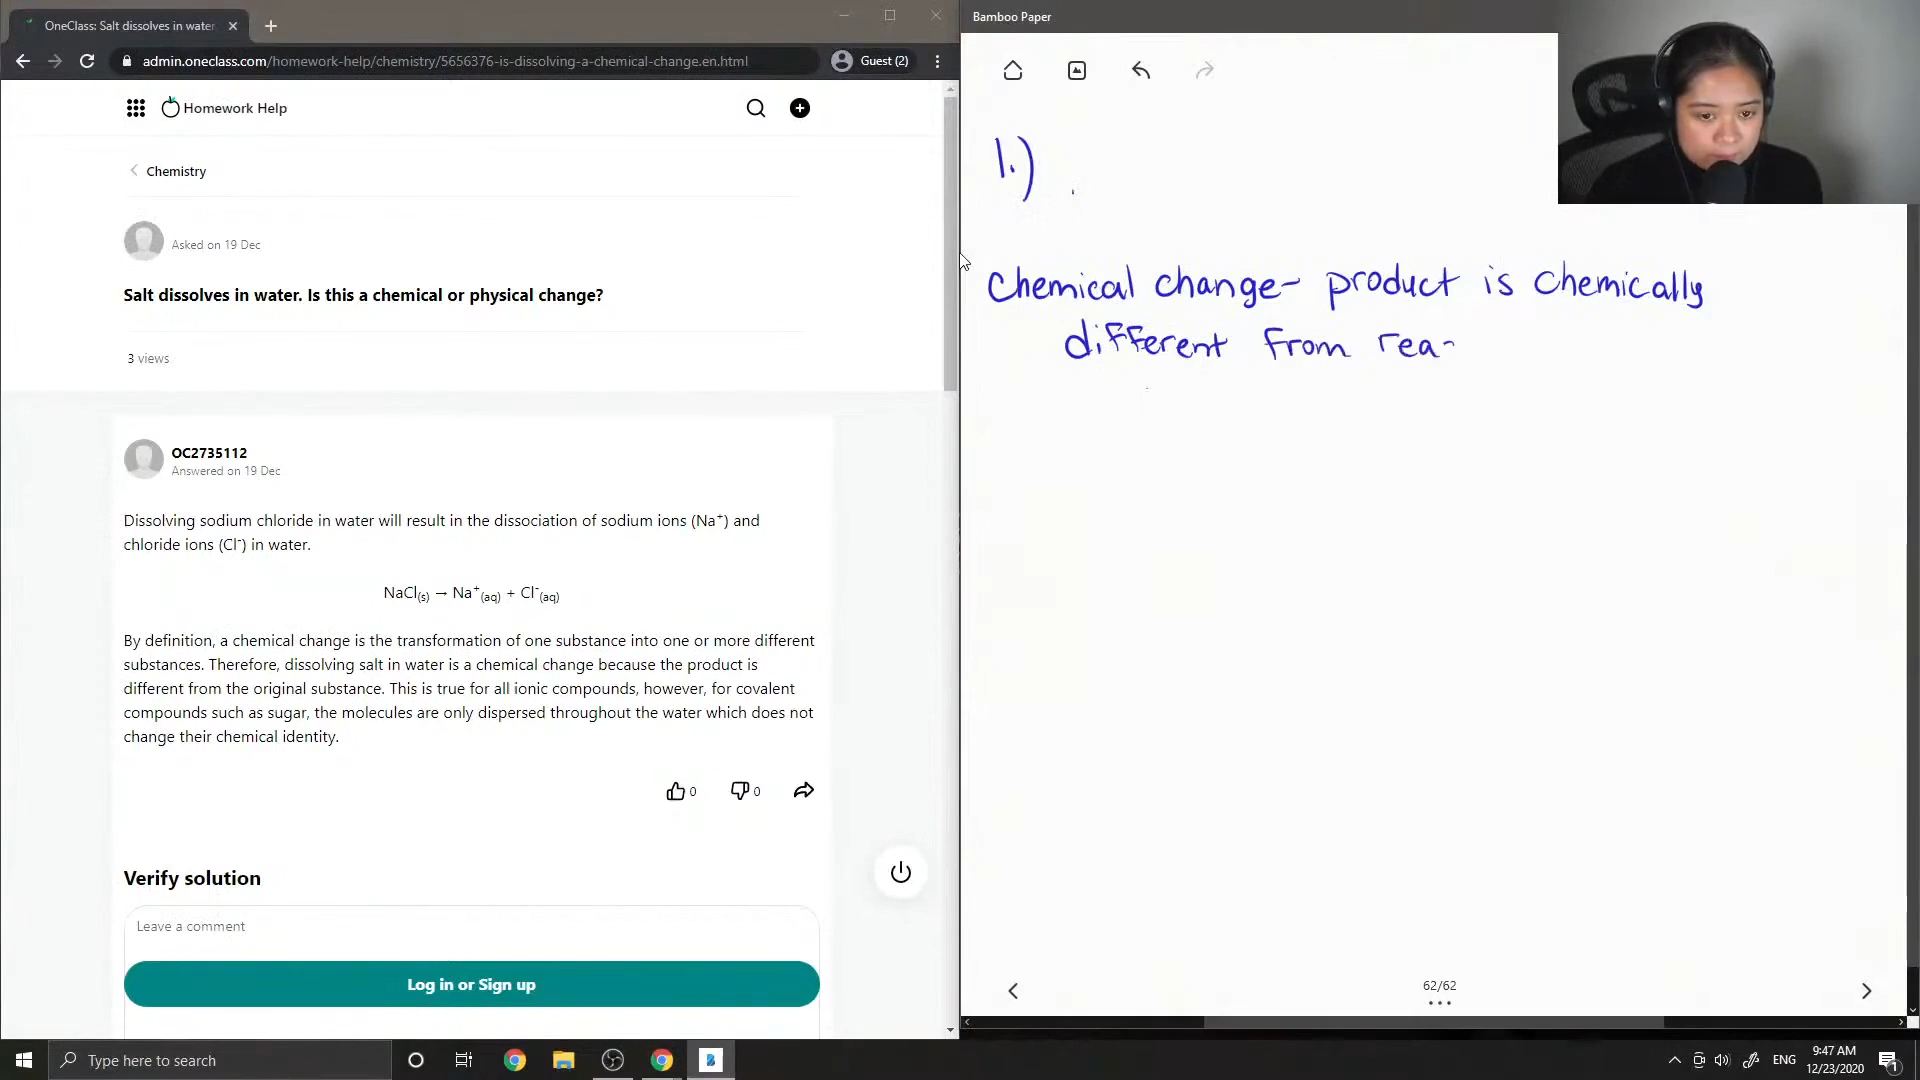 OneClass: Salt dissolves in water
Bamboo Paper
admin.oneclass.com/homework-help/chemistry/5656376-is-dissolving-a-chemical-change.en.html
Guest (2)
Homework Help
Chemistry
Asked on 19 Dec
Salt dissolves in water. Is this a chemical or physical change?
3 views
OC2735112
Answered on 19 Dec
Dissolving sodium chloride in water will result in the dissociation of sodium ions (Na⁺) and
chloride ions (Cl⁻) in water.
NaCl₍s₎ → Na⁺₍aq₎ + Cl⁻₍aq₎
By definition, a chemical change is the transformation of one substance into one or more different
substances. Therefore, dissolving salt in water is a chemical change because the product is
different from the original substance. This is true for all ionic compounds, however, for covalent
compounds such as sugar, the molecules are only dispersed throughout the water which does not
change their chemical identity.
0 0
Verify solution
Leave a comment
Log in or Sign up
1.)
Chemical change- product is chemically
different from rea-
62/62
Type here to search
ENG
9:47 AM
12/23/2020
1